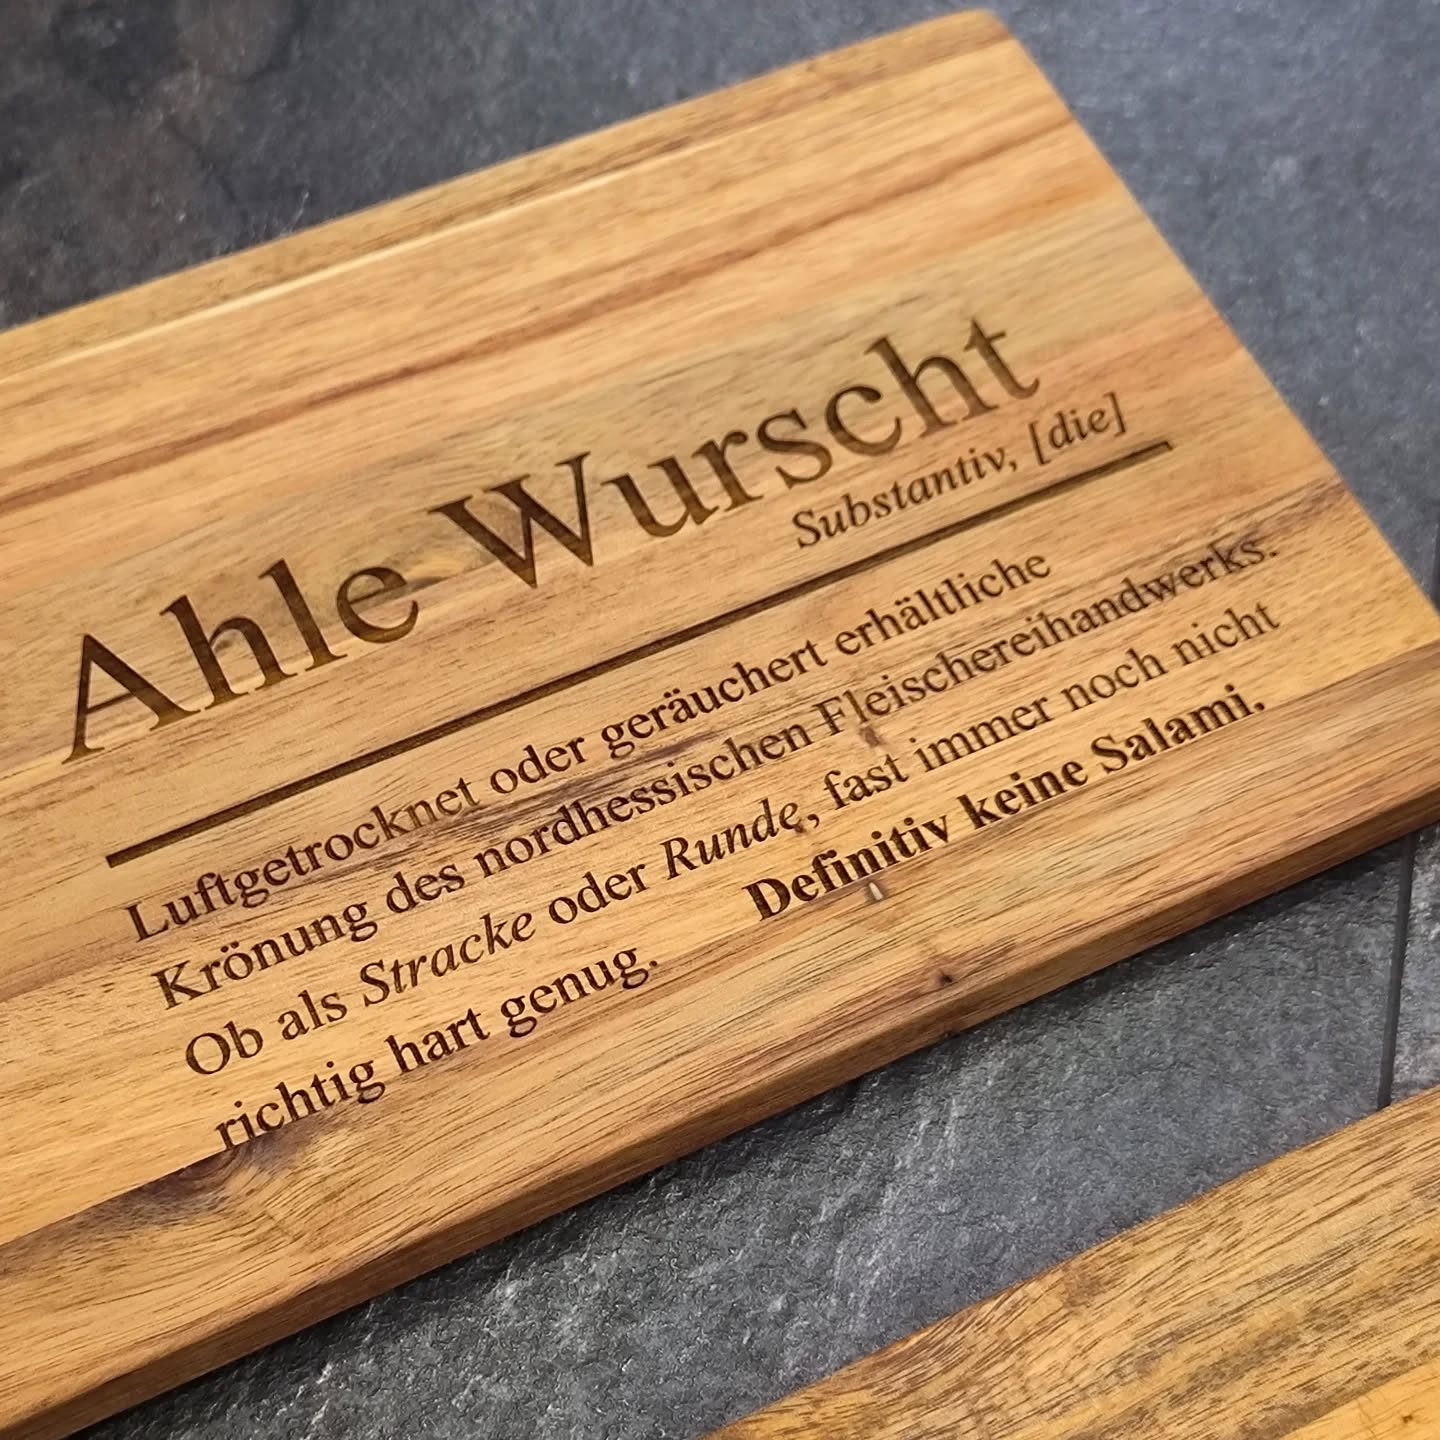 Ahle Wurscht
Substantiv, [die]
Luftgetrocknet oder geräuchert erhältliche
Krönung des nordhessischen Fleischereihandwerks.
Ob als Stracke oder Runde, fast immer noch nicht
richtig hart genug. Definitiv keine Salami.